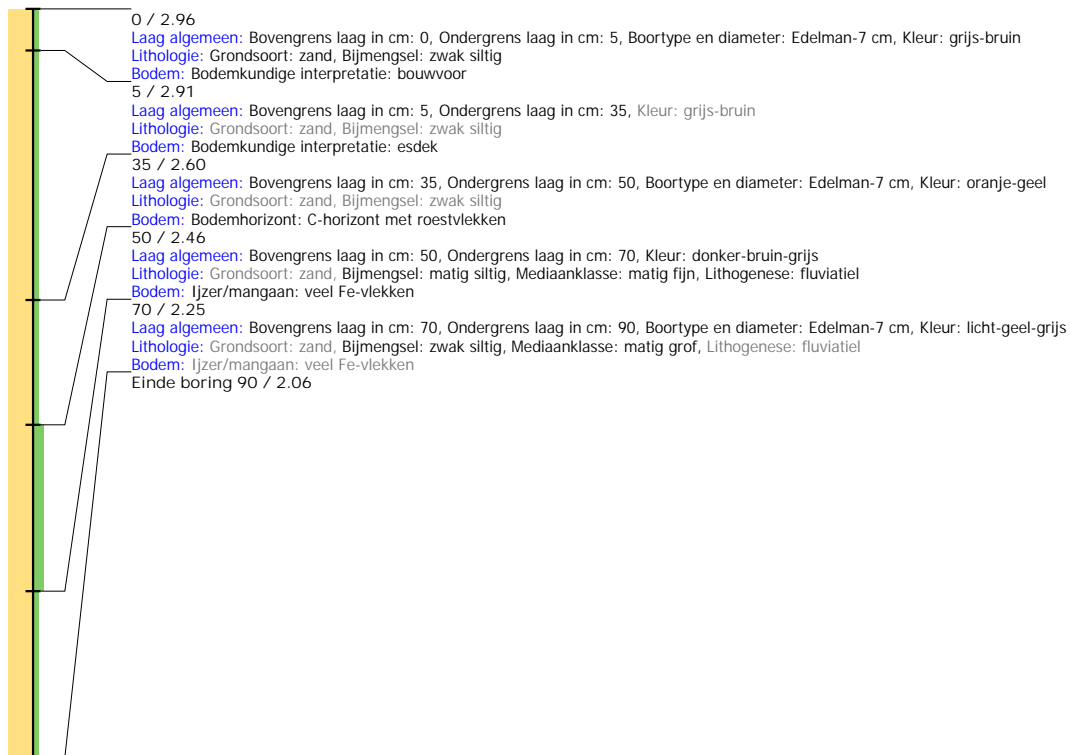 0 / 2.96
Laag algemeen: Bovengrens laag in cm: 0, Ondergrens laag in cm: 5, Boortype en diameter: Edelman-7 cm, Kleur: grijs-bruin
Lithologie: Grondsoort: zand, Bijmengsel: zwak siltig
Bodem: Bodemkundige interpretatie: bouwvoor
5 / 2.91
Laag algemeen: Bovengrens laag in cm: 5, Ondergrens laag in cm: 35, Kleur: grijs-bruin
Lithologie: Grondsoort: zand, Bijmengsel: zwak siltig
Bodem: Bodemkundige interpretatie: esdek
35 / 2.60
Laag algemeen: Bovengrens laag in cm: 35, Ondergrens laag in cm: 50, Boortype en diameter: Edelman-7 cm, Kleur: oranje-geel
Lithologie: Grondsoort: zand, Bijmengsel: zwak siltig
Bodem: Bodemhorizont: C-horizont met roestvlekken
50 / 2.46
Laag algemeen: Bovengrens laag in cm: 50, Ondergrens laag in cm: 70, Kleur: donker-bruin-grijs
Lithologie: Grondsoort: zand, Bijmengsel: matig siltig, Mediaanklasse: matig fijn, Lithogenese: fluviatiel
Bodem: Ijzer/mangaan: veel Fe-vlekken
70 / 2.25
Laag algemeen: Bovengrens laag in cm: 70, Ondergrens laag in cm: 90, Boortype en diameter: Edelman-7 cm, Kleur: licht-geel-grijs
Lithologie: Grondsoort: zand, Bijmengsel: zwak siltig, Mediaanklasse: matig grof, Lithogenese: fluviatiel
Bodem: Ijzer/mangaan: veel Fe-vlekken
Einde boring 90 / 2.06